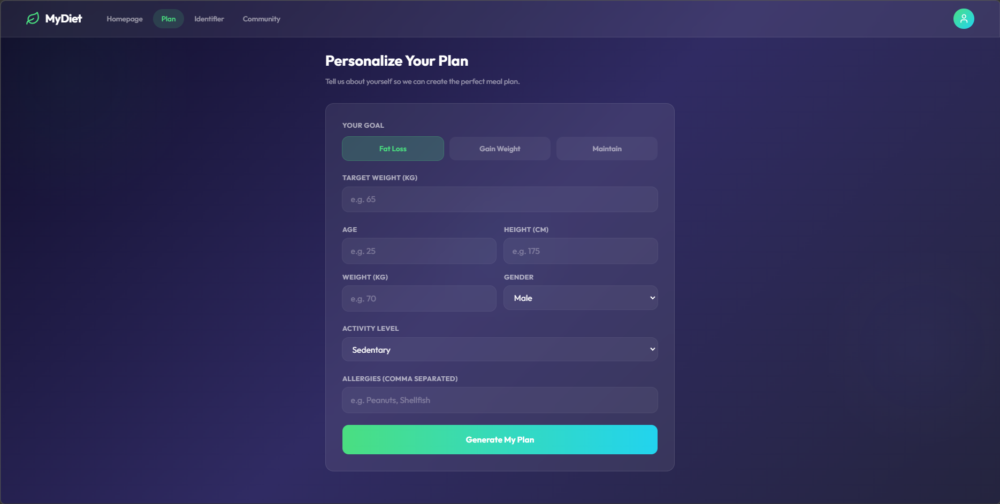 MyDiet Homepage Plan Identifier Community
Personalize Your Plan
Tell us about yourself so we can create the perfect meal plan.
YOUR GOAL
Fat Loss Gain Weight Maintain
TARGET WEIGHT (KG)
e.g. 65
AGE HEIGHT (CM)
e.g. 25 e.g. 175
WEIGHT (KG) GENDER
e.g. 70 Male
ACTIVITY LEVEL
Sedentary
ALLERGIES (COMMA SEPARATED)
e.g. Peanuts, Shellfish
Generate My Plan